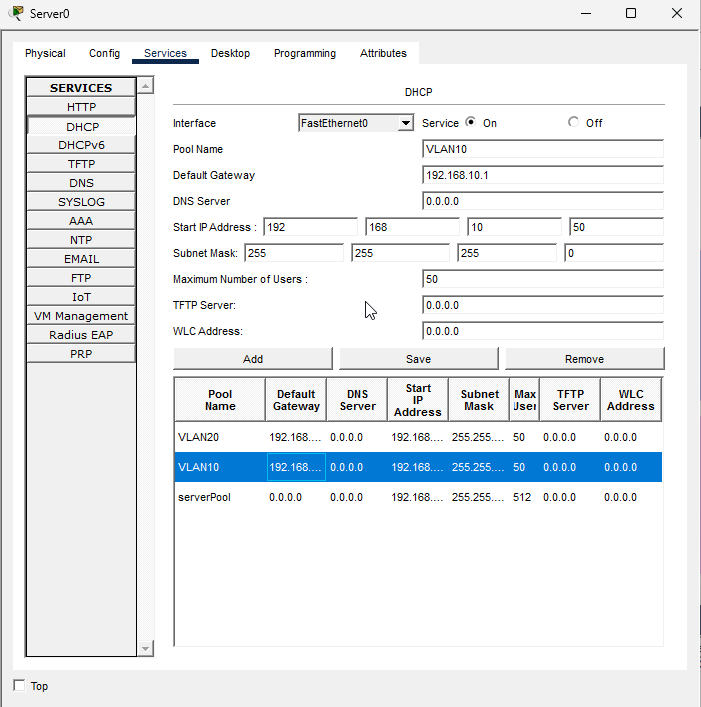 Server0
Physical Config Services Desktop Programming Attributes
SERVICES
HTTP
DHCP
DHCPv6
TFTP
DNS
SYSLOG
AAA
NTP
EMAIL
FTP
IoT
VM Management
Radius EAP
PRP
DHCP
Interface FastEthernet0 Service On Off
Pool Name VLAN10
Default Gateway 192.168.10.1
DNS Server 0.0.0.0
Start IP Address : 192 168 10 50
Subnet Mask: 255 255 255 0
Maximum Number of Users : 50
TFTP Server: 0.0.0.0
WLC Address: 0.0.0.0
Add Save Remove
Pool Name Default Gateway DNS Server Start IP Address Subnet Mask Max User TFTP Server WLC Address
VLAN20 192.168.... 0.0.0.0 192.168.... 255.255.... 50 0.0.0.0 0.0.0.0
VLAN10 192.168.... 0.0.0.0 192.168.... 255.255.... 50 0.0.0.0 0.0.0.0
serverPool 0.0.0.0 0.0.0.0 192.168.... 255.255.... 512 0.0.0.0 0.0.0.0
Top